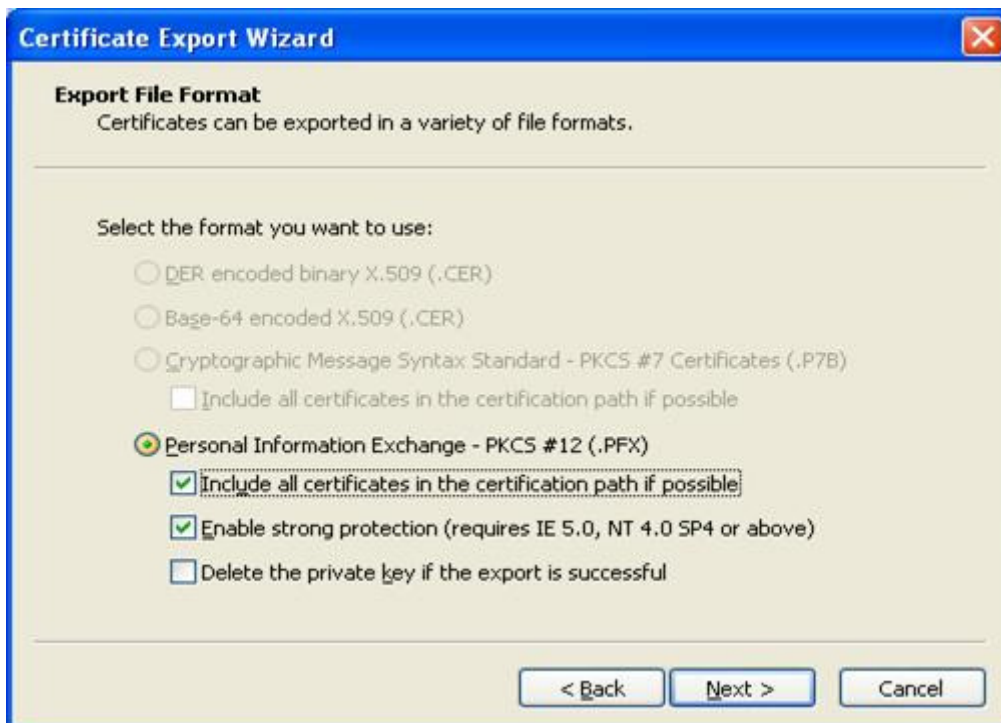 Certificate Export Wizard
Export File Format
Certificates can be exported in a variety of file formats.
Select the format you want to use:
DER encoded binary X.509 (.CER)
Base-64 encoded X.509 (.CER)
Cryptographic Message Syntax Standard - PKCS #7 Certificates (.P7B)
Include all certificates in the certification path if possible
Personal Information Exchange - PKCS #12 (.PFX)
Include all certificates in the certification path if possible
Enable strong protection (requires IE 5.0, NT 4.0 SP4 or above)
Delete the private key if the export is successful
< Back Next > Cancel